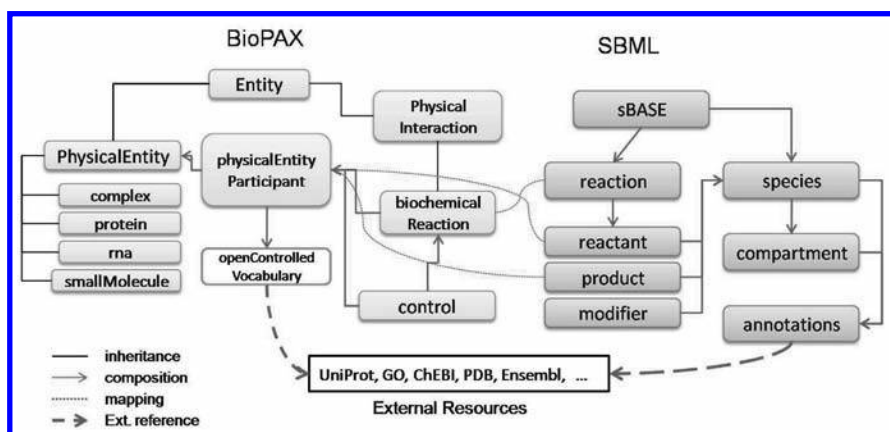 BioPAX
SBML
Entity
Physical
Interaction
sBASE
PhysicalEntity
physicalEntity
Participant
reaction
species
complex
protein
rna
smallMolecule
biochemical
Reaction
reactant
product
modifier
compartment
openControlled
Vocabulary
control
annotations
inheritance
composition
mapping
Ext. reference
UniProt, GO, ChEBI, PDB, Ensembl, ...
External Resources